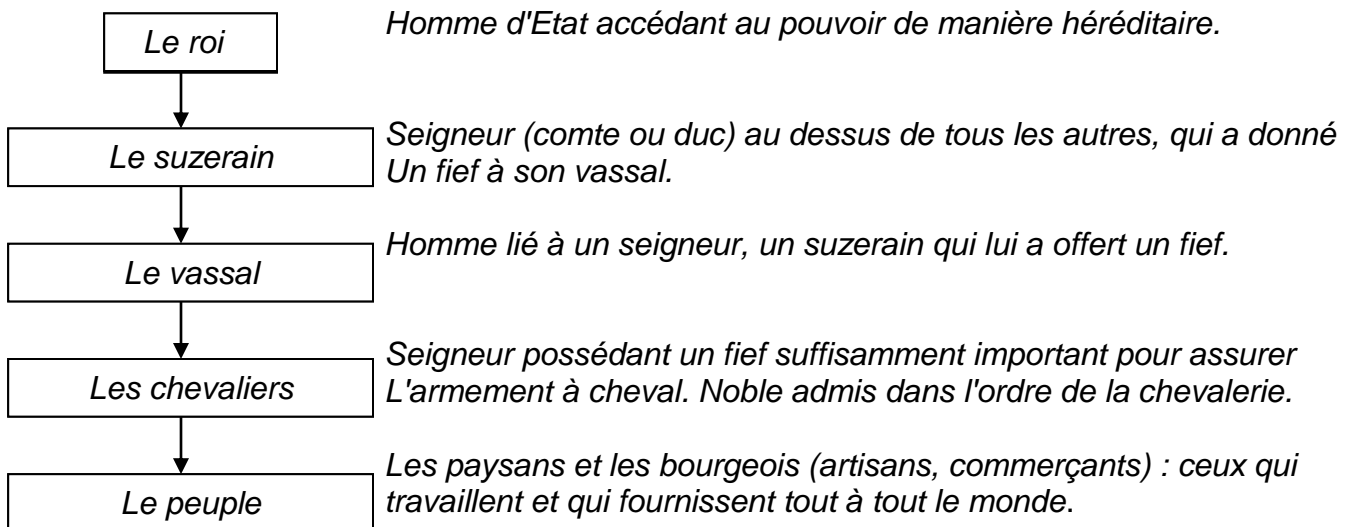 Le roi
Homme d'Etat accédant au pouvoir de manière héréditaire.
Le suzerain
Seigneur (comte ou duc) au dessus de tous les autres, qui a donné
Un fief à son vassal.
Le vassal
Homme lié à un seigneur, un suzerain qui lui a offert un fief.
Les chevaliers
Seigneur possédant un fief suffisamment important pour assurer
L'armement à cheval. Noble admis dans l'ordre de la chevalerie.
Le peuple
Les paysans et les bourgeois (artisans, commerçants) : ceux qui
travaillent et qui fournissent tout à tout le monde.